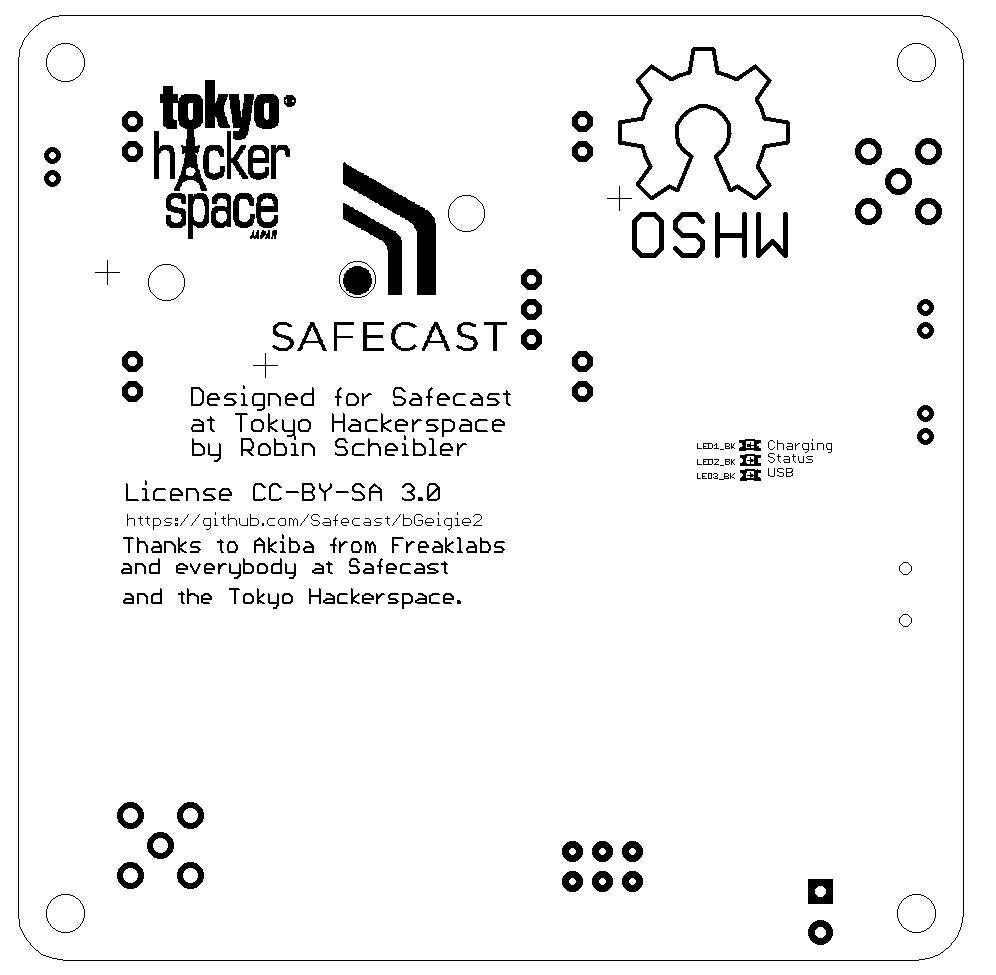 tokyo®
hacker
space
JAPAN
OSHW
SAFECAST
Designed for Safecast
at Tokyo Hackerspace
by Robin Scheibler
LED1_BK Charging
LED2_BK Status
LED3_BK USB
License CC-BY-SA 3.0
https://github.com/Safecast/bGeigie2
Thanks to Akiba from Freaklabs
and everybody at Safecast
and the Tokyo Hackerspace.